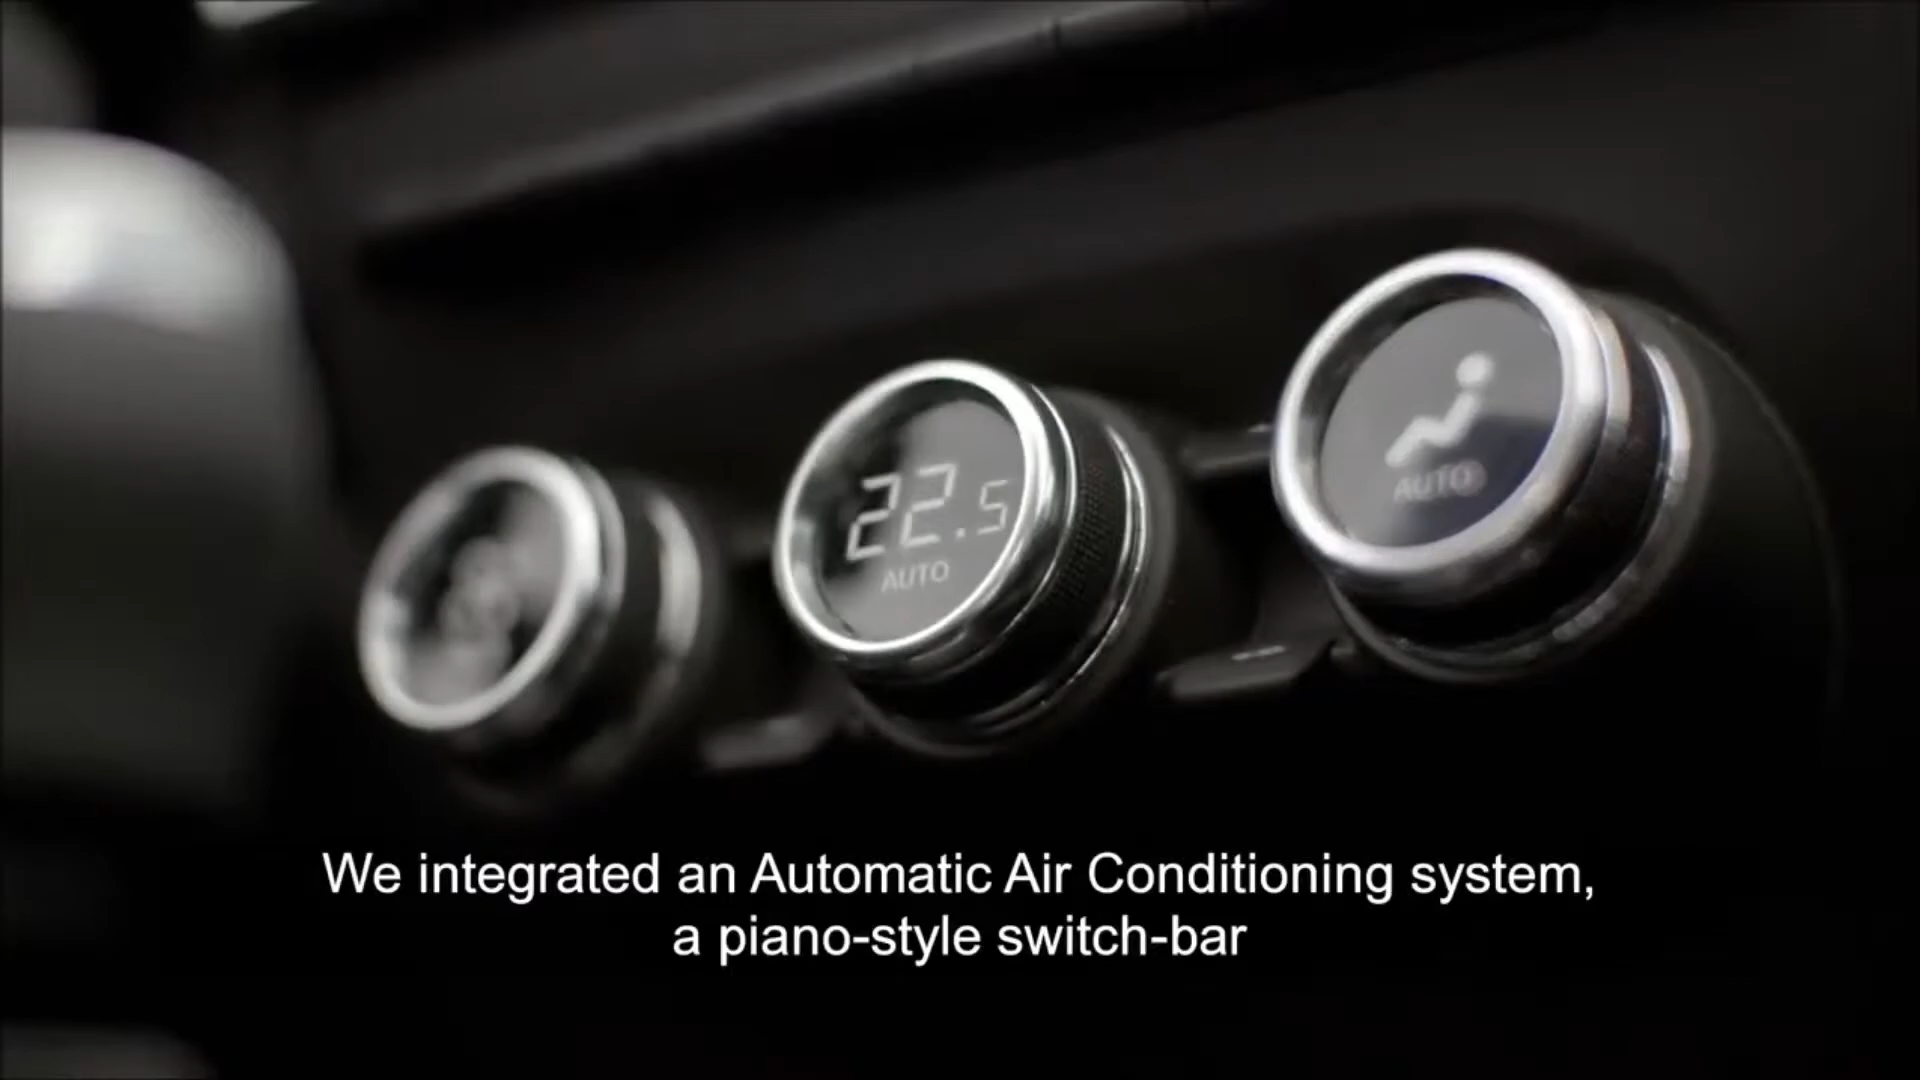 22.5
AUTO
AUTO
We integrated an Automatic Air Conditioning system,
a piano-style switch-bar